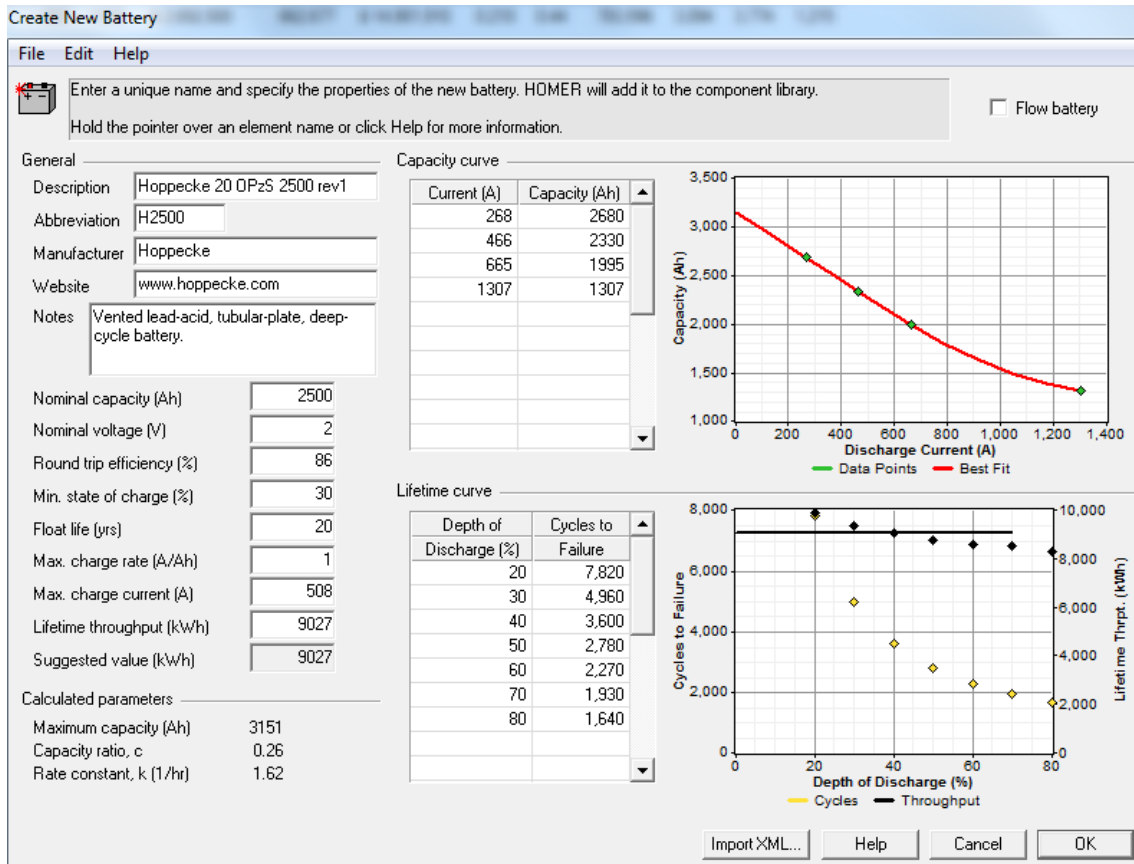 Create New Battery
File Edit Help
Enter a unique name and specify the properties of the new battery. HOMER will add it to the component library.
Hold the pointer over an element name or click Help for more information.
Flow battery
General
Description Hoppecke 20 OPzS 2500 rev1
Abbreviation H2500
Manufacturer Hoppecke
Website www.hoppecke.com
Notes Vented lead-acid, tubular-plate, deep-
cycle battery.
Nominal capacity (Ah) 2500
Nominal voltage (V) 2
Round trip efficiency (%) 86
Min. state of charge (%) 30
Float life (yrs) 20
Max. charge rate (A/Ah) 1
Max. charge current (A) 508
Lifetime throughput (kWh) 9027
Suggested value (kWh) 9027
Calculated parameters
Maximum capacity (Ah) 3151
Capacity ratio, c 0.26
Rate constant, k (1/hr) 1.62
Capacity curve
Current (A) Capacity (Ah)
268 2680
466 2330
665 1995
1307 1307
3,500
3,000
2,500
2,000
1,500
1,000
Capacity (Ah)
0 200 400 600 800 1,000 1,200 1,400
Discharge Current (A)
Data Points Best Fit
Lifetime curve
Depth of Cycles to
Discharge (%) Failure
20 7,820
30 4,960
40 3,600
50 2,780
60 2,270
70 1,930
80 1,640
8,000
6,000
4,000
2,000
0
Cycles to Failure
10,000
8,000
6,000
4,000
2,000
0
Lifetime Thrpt. (kWh)
0 20 40 60 80
Depth of Discharge (%)
Cycles Throughput
Import XML... Help Cancel OK